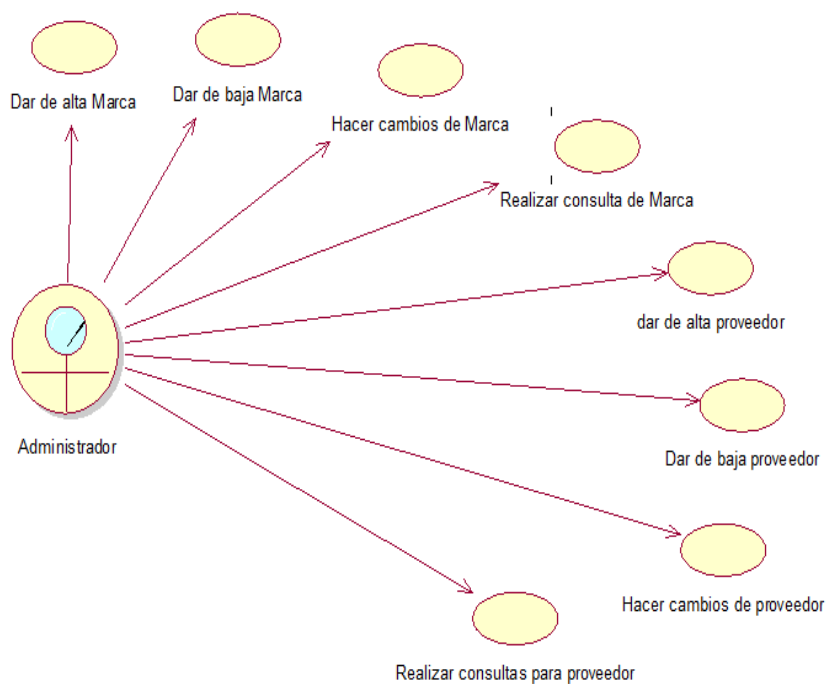 Dar de alta Marca
Dar de baja Marca
Hacer cambios de Marca
Realizar consulta de Marca
dar de alta proveedor
Administrador
Dar de baja proveedor
Hacer cambios de proveedor
Realizar consultas para proveedor